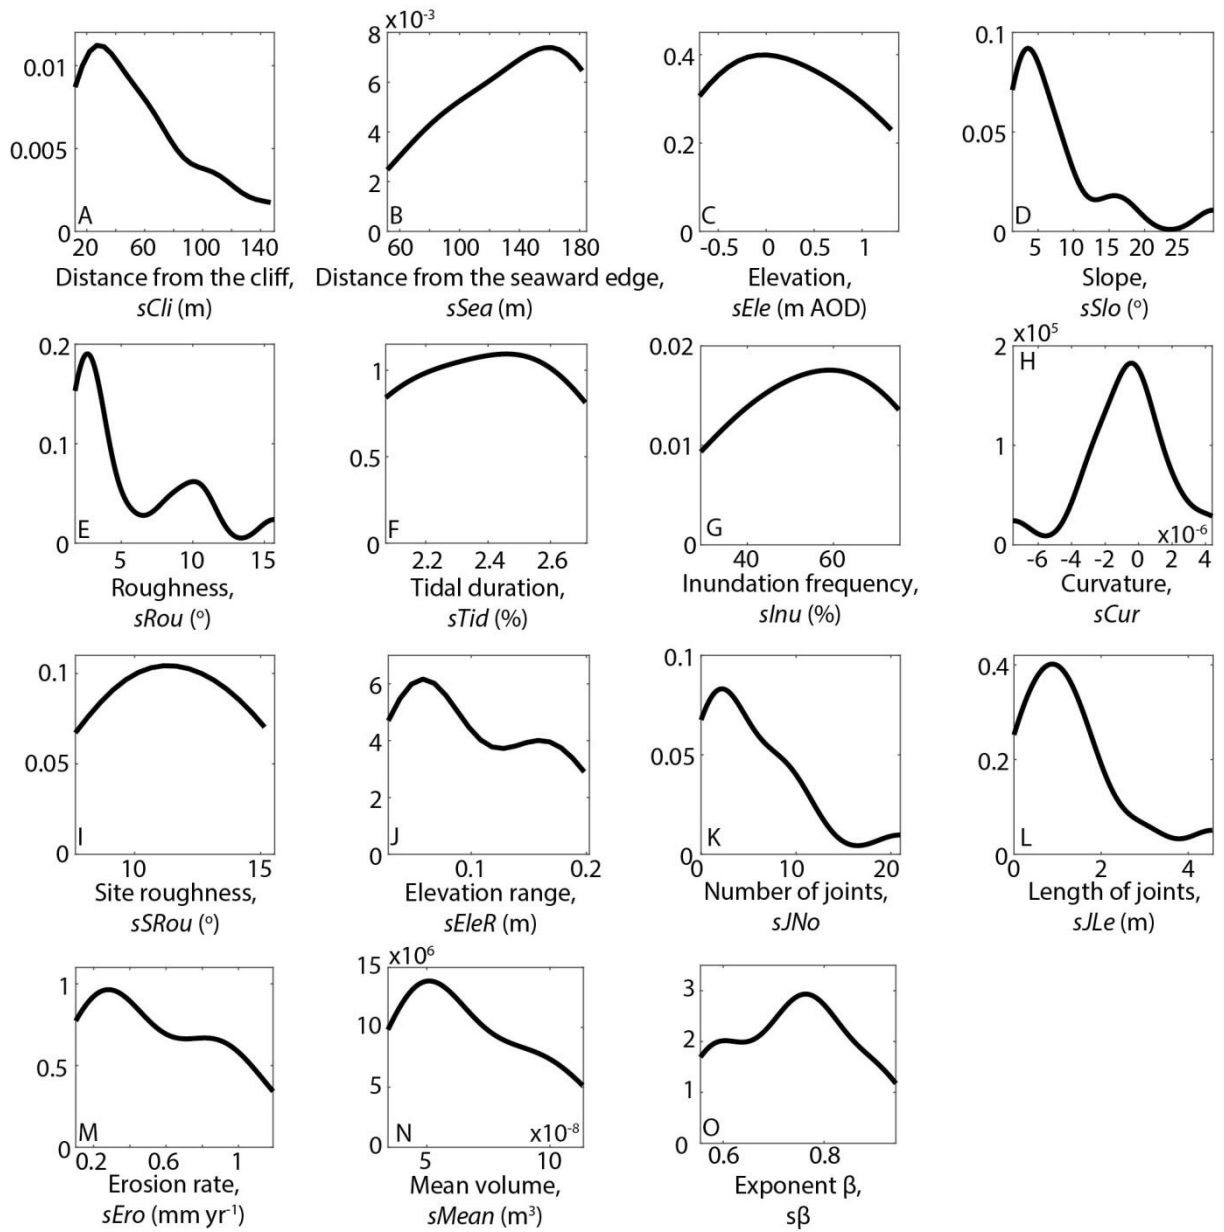 x10⁻³
0.01
0.005
0
A
20
60
100
140
Distance from the cliff,
sCli (m)
8
6
4
2
0
B
60
100
140
180
Distance from the seaward edge,
sSea (m)
0.4
0.2
0
C
-0.5
0
0.5
1
Elevation,
sEle (m AOD)
0.1
0.05
0
D
5
10
15
20
25
Slope,
sSlo (°)
0.2
0.1
0
E
5
10
15
Roughness,
sRou (°)
1
0.5
0
F
2.2
2.4
2.6
Tidal duration,
sTid (%)
0.02
0.01
0
G
40
60
Inundation frequency,
sInu (%)
x10⁵
2
1
0
H
x10⁻⁶
-6
-4
-2
0
2
4
Curvature,
sCur
0.1
0.05
0
I
10
15
Site roughness,
sSRou (°)
6
4
2
0
J
0.1
0.2
Elevation range,
sEleR (m)
0.1
0.05
0
K
0
10
20
Number of joints,
sJNo
0.4
0.2
0
L
0
2
4
Length of joints,
sJLe (m)
1
0.5
0
M
0.2
0.6
1
Erosion rate,
sEro (mm yr⁻¹)
x10⁶
15
10
5
0
N
x10⁻⁸
5
10
Mean volume,
sMean (m³)
3
2
1
0
O
0.6
0.8
Exponent β,
sβ